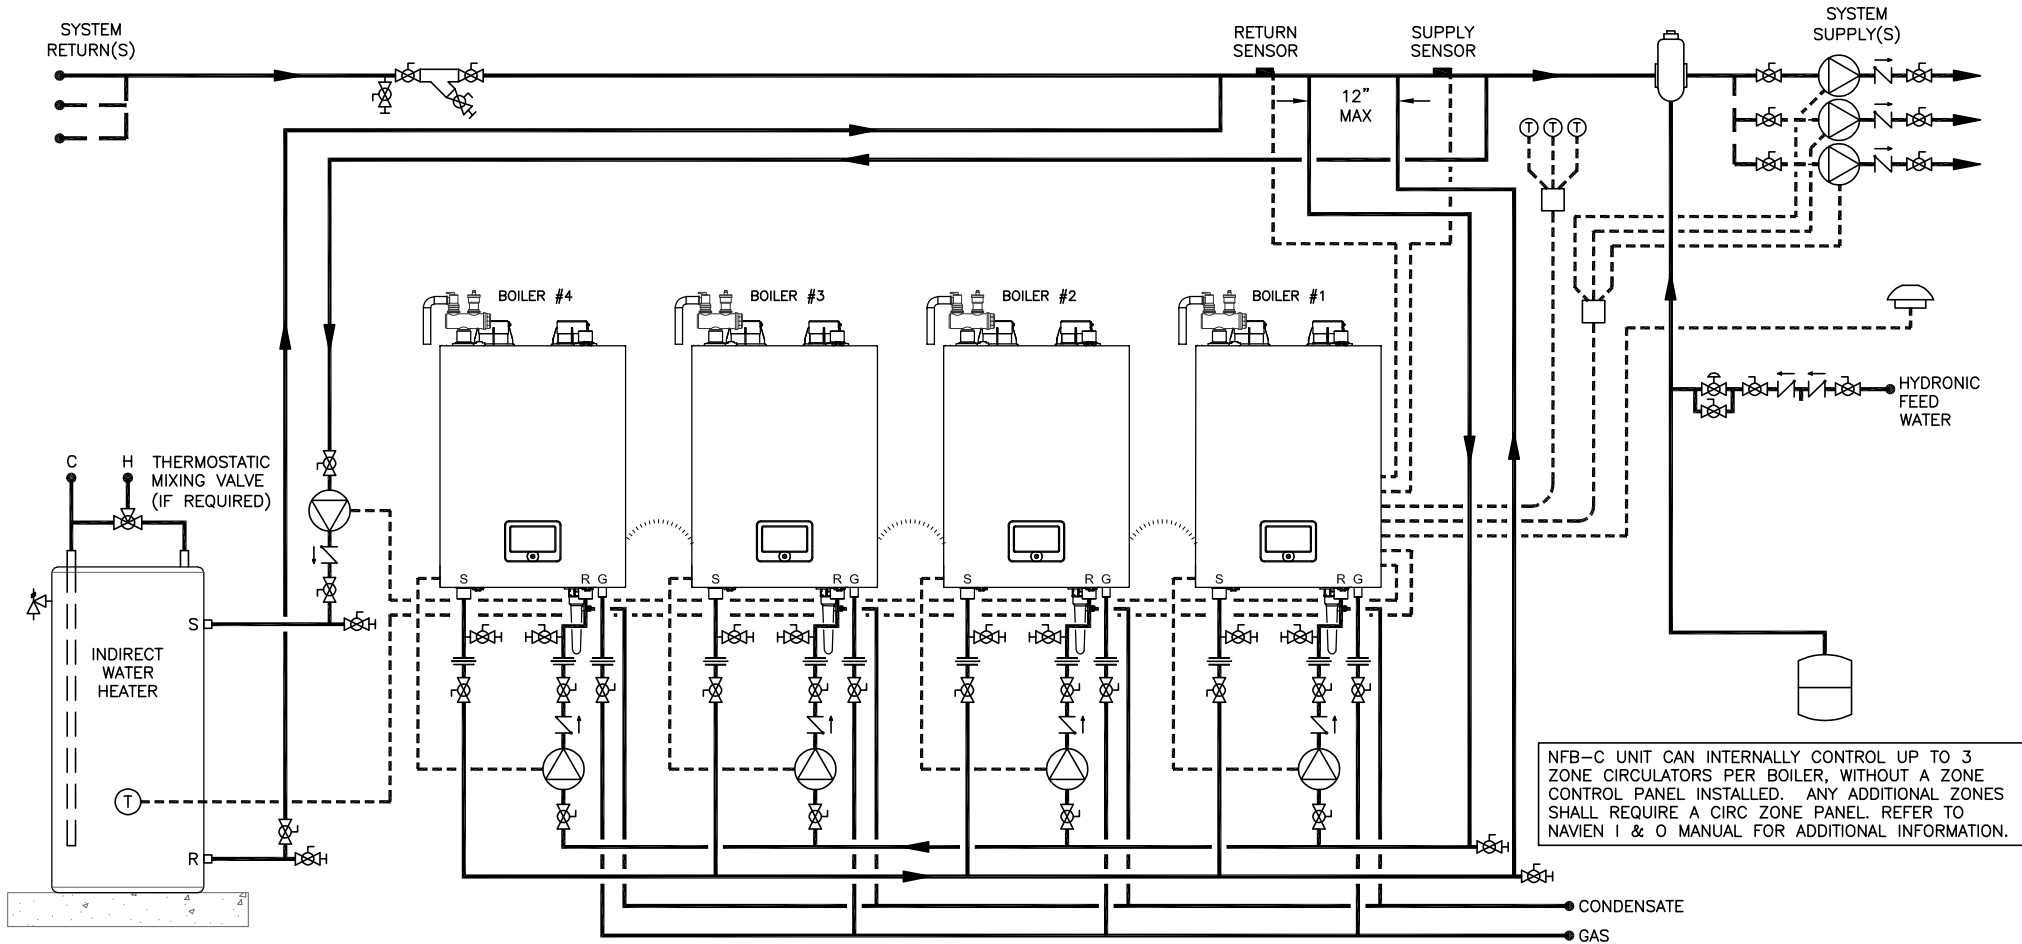 SYSTEM
RETURN(S)
RETURN
SENSOR
SUPPLY
SENSOR
SYSTEM
SUPPLY(S)
12"
MAX
T T T
BOILER #4
BOILER #3
BOILER #2
BOILER #1
HYDRONIC
FEED
WATER
C
H
THERMOSTATIC
MIXING VALVE
(IF REQUIRED)
S R G
S R G
S R G
S R G
S
INDIRECT
WATER
HEATER
T
R
NFB-C UNIT CAN INTERNALLY CONTROL UP TO 3
ZONE CIRCULATORS PER BOILER, WITHOUT A ZONE
CONTROL PANEL INSTALLED. ANY ADDITIONAL ZONES
SHALL REQUIRE A CIRC ZONE PANEL. REFER TO
NAVIEN I & O MANUAL FOR ADDITIONAL INFORMATION.
CONDENSATE
GAS